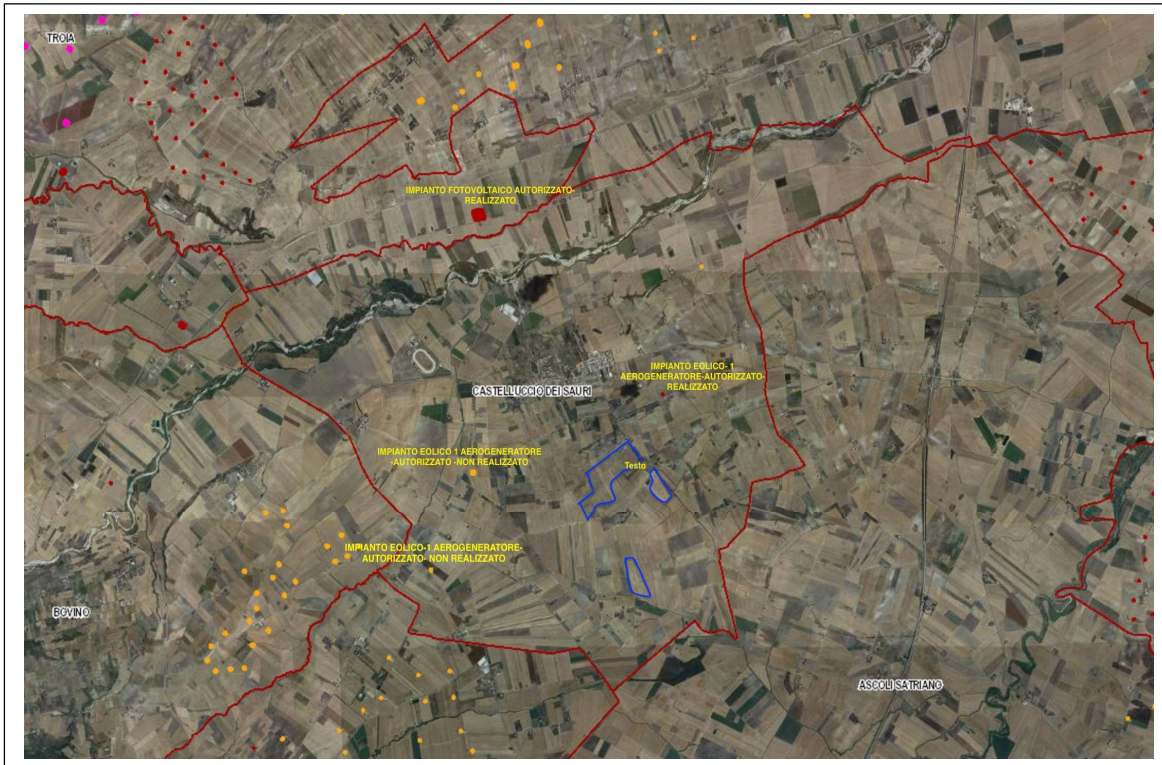 TROIA
IMPIANTO FOTOVOLTAICO AUTORIZZATO-
REALIZZATO
IMPIANTO EOLICO- 1
AEROGENERATORE-AUTORIZZATO-
REALIZZATO
CASTELLUCCIO DEI SAURI
IMPIANTO EOLICO 1 AEROGENERATORE
-AUTORIZZATO -NON REALIZZATO
Testo
IMPIANTO EOLICO-1 AEROGENERATORE-
AUTORIZZATO- NON REALIZZATO
BOVINO
ASCOLI SATRIANO